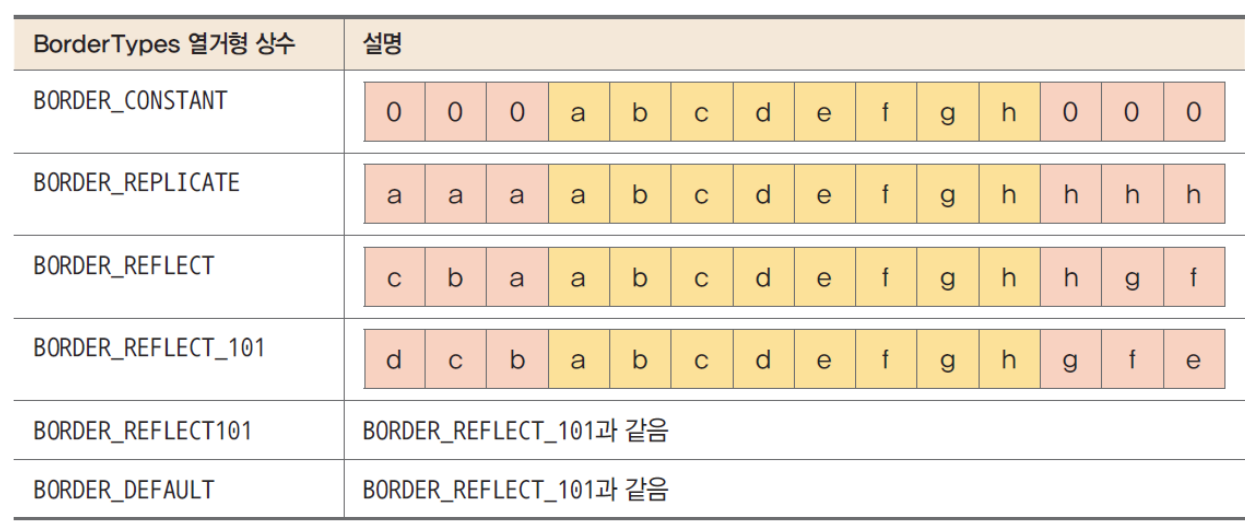 BorderTypes 열거형 상수 설명
BORDER_CONSTANT 0 0 0 a b c d e f g h 0 0 0
BORDER_REPLICATE a a a a b c d e f g h h h h
BORDER_REFLECT c b a a b c d e f g h h g f
BORDER_REFLECT_101 d c b a b c d e f g h g f e
BORDER_REFLECT101 BORDER_REFLECT_101과 같음
BORDER_DEFAULT BORDER_REFLECT_101과 같음